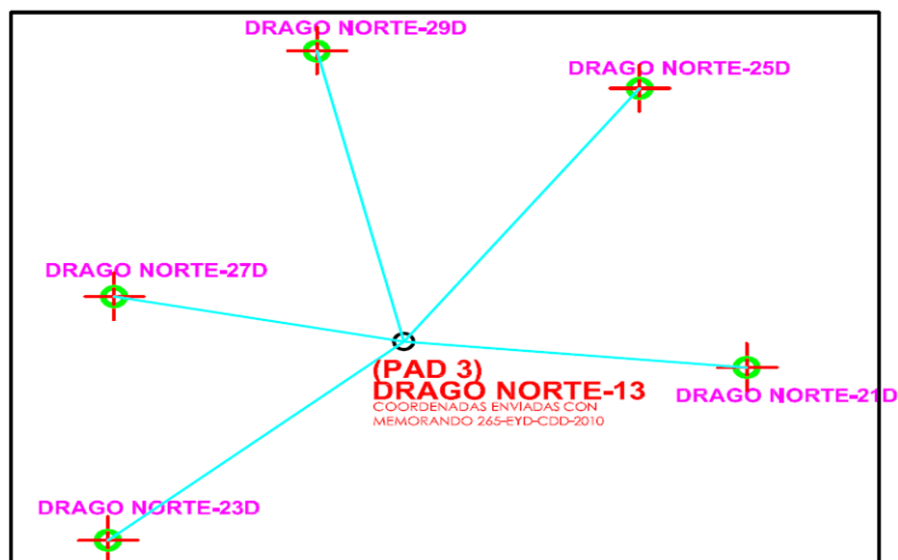 DRAGO NORTE-29D
DRAGO NORTE-25D
DRAGO NORTE-27D
(PAD 3)
DRAGO NORTE-13
COORDENADAS ENVIADAS CON
MEMORANDO 265-EYD-CDD-2010
DRAGO NORTE-21D
DRAGO NORTE-23D